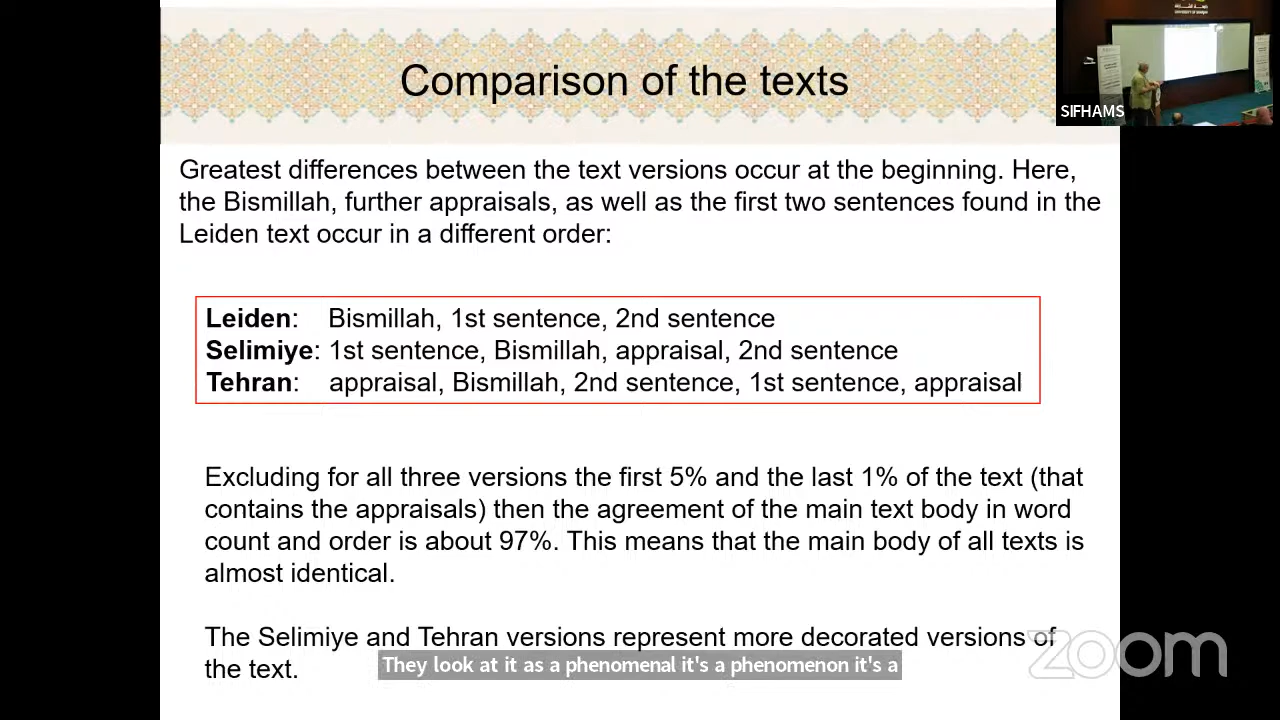 Comparison of the texts
SIFHAMS
Greatest differences between the text versions occur at the beginning. Here,
the Bismillah, further appraisals, as well as the first two sentences found in the
Leiden text occur in a different order:
Leiden: Bismillah, 1st sentence, 2nd sentence
Selimiye: 1st sentence, Bismillah, appraisal, 2nd sentence
Tehran: appraisal, Bismillah, 2nd sentence, 1st sentence, appraisal
Excluding for all three versions the first 5% and the last 1% of the text (that
contains the appraisals) then the agreement of the main text body in word
count and order is about 97%. This means that the main body of all texts is
almost identical.
The Selimiye and Tehran versions represent more decorated versions of
the text.
They look at it as a phenomenal it's a phenomenon it's a
zoom